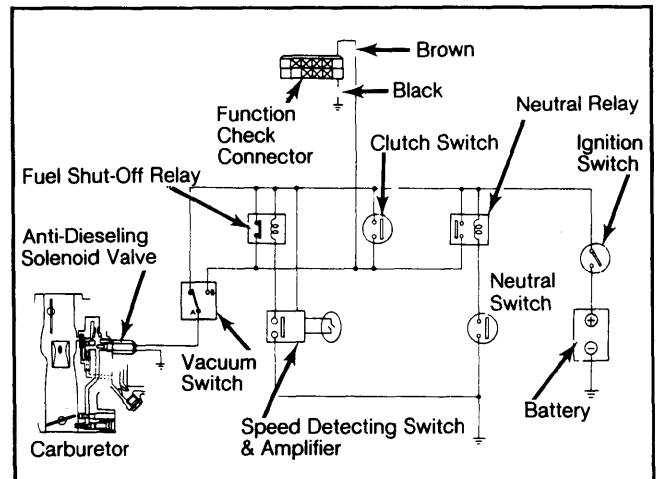 Brown
Black
Function
Check
Connector
Neutral Relay
Clutch Switch
Ignition
Switch
Fuel Shut-Off Relay
Anti-Dieseling
Solenoid Valve
A
B
Vacuum
Switch
Neutral
Switch
Speed Detecting Switch
& Amplifier
Battery
Carburetor